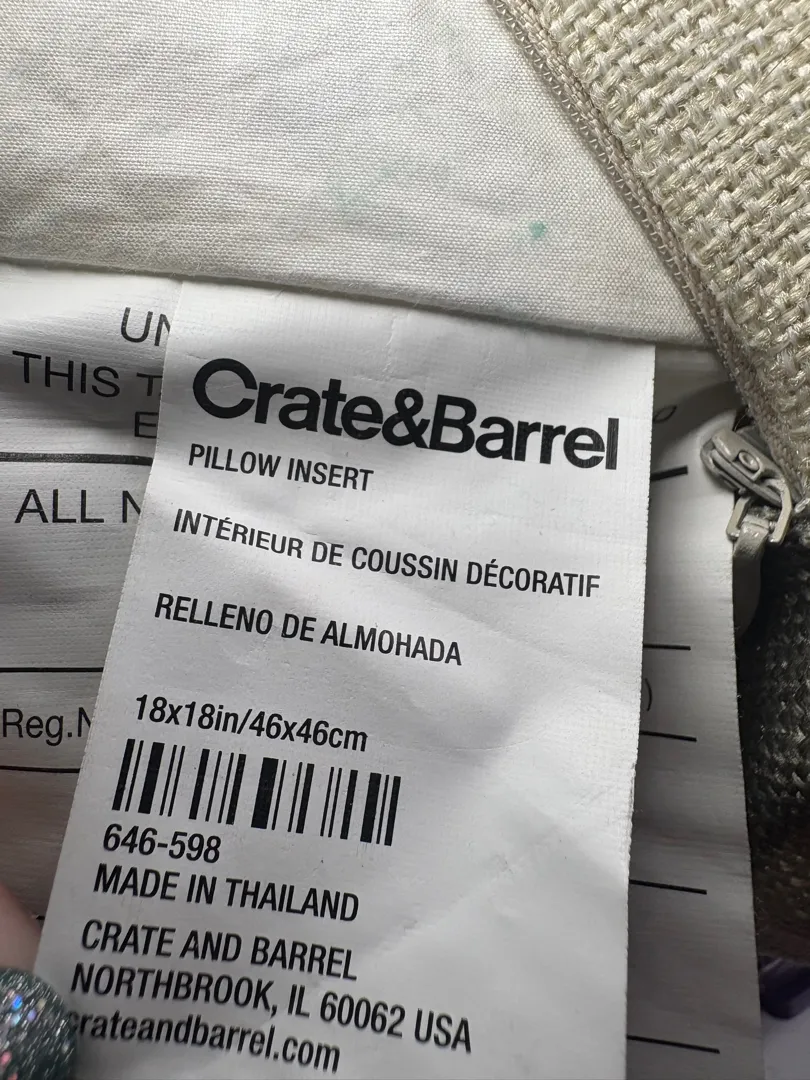 Crate&Barrel
PILLOW INSERT
INTÉRIEUR DE COUSSIN DÉCORATIF
RELLENO DE ALMOHADA
18x18in/46x46cm
646-598
MADE IN THAILAND
CRATE AND BARREL
NORTHBROOK, IL 60062 USA
crateandbarrel.com
THIS
ALL